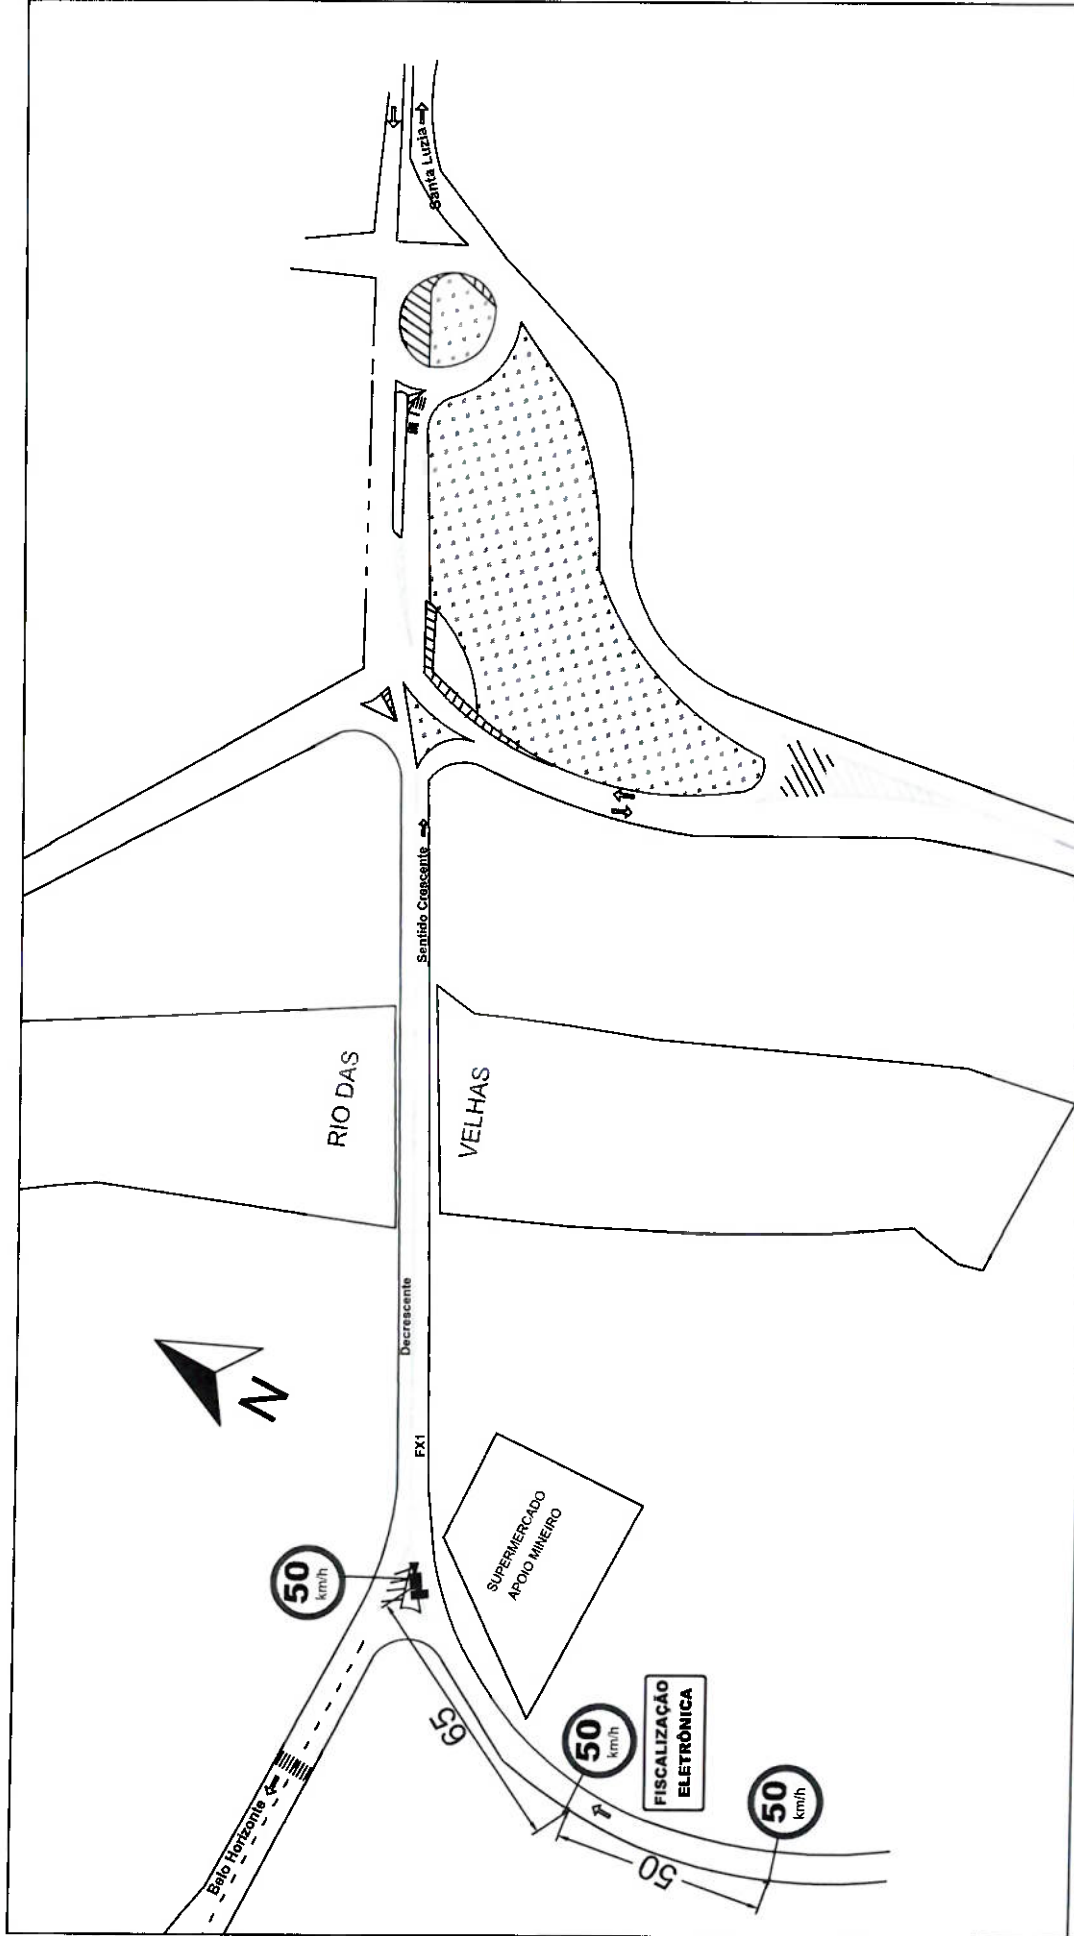 Santa Luzia
Sentido Crescente
RIO DAS
VELHAS
Decrescente
N
FX1
SUPERMERCADO
APOIO MINEIRO
50
km/h
65
Belo Horizonte
50
km/h
FISCALIZAÇÃO
ELETRÔNICA
50
50
km/h